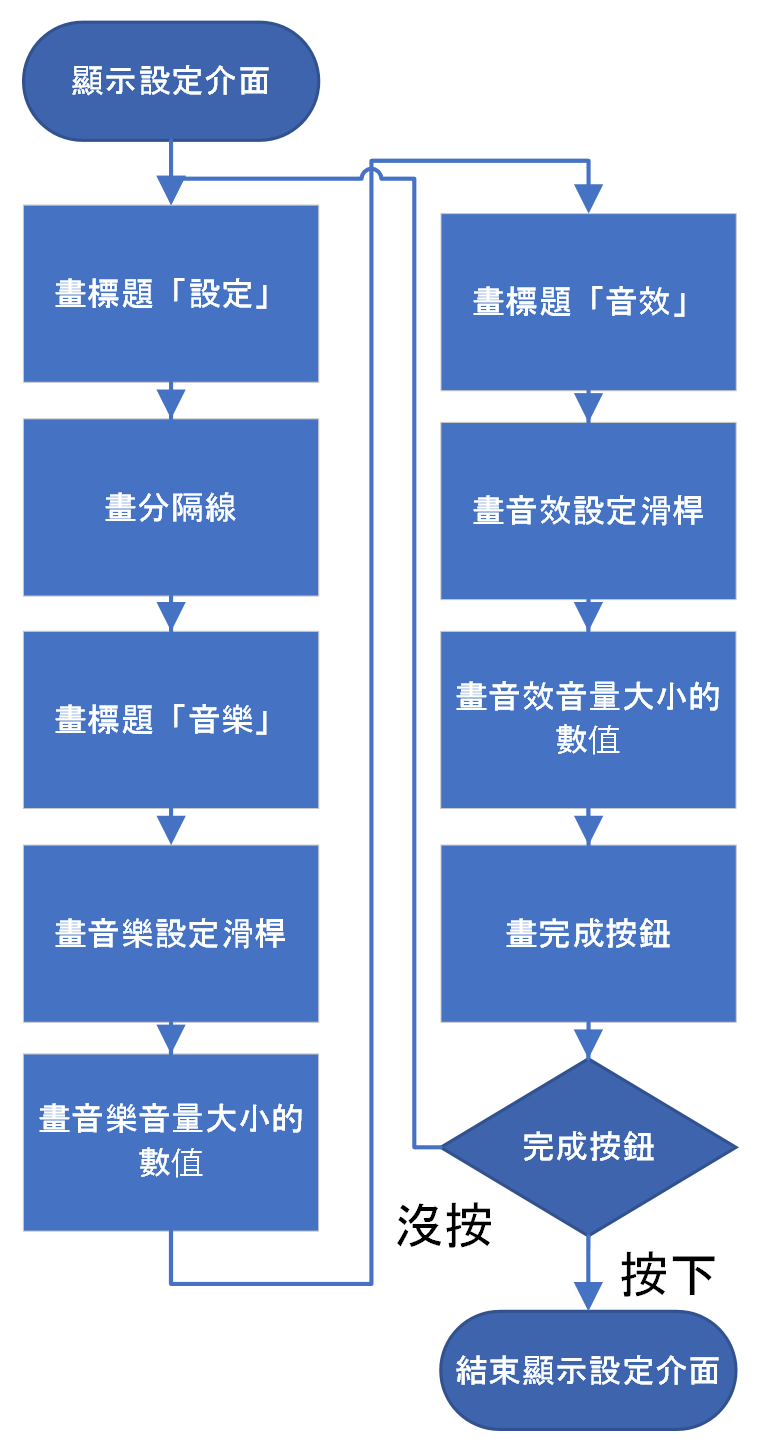 顯示設定介面
畫標題「設定」
畫分隔線
畫標題「音樂」
畫音樂設定滑桿
畫音樂音量大小的
數值
畫標題「音效」
畫音效設定滑桿
畫音效音量大小的
數值
畫完成按鈕
完成按鈕
沒按
按下
結束顯示設定介面